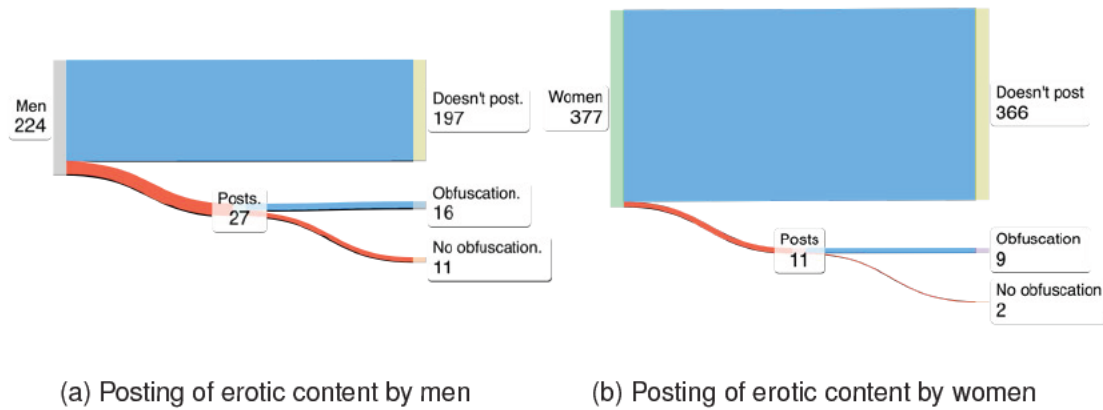 Men
224
Doesn't post.
197
Posts.
27
Obfuscation.
16
No obfuscation.
11
(a) Posting of erotic content by men
Women
377
Doesn't post
366
Posts
11
Obfuscation
9
No obfuscation
2
(b) Posting of erotic content by women